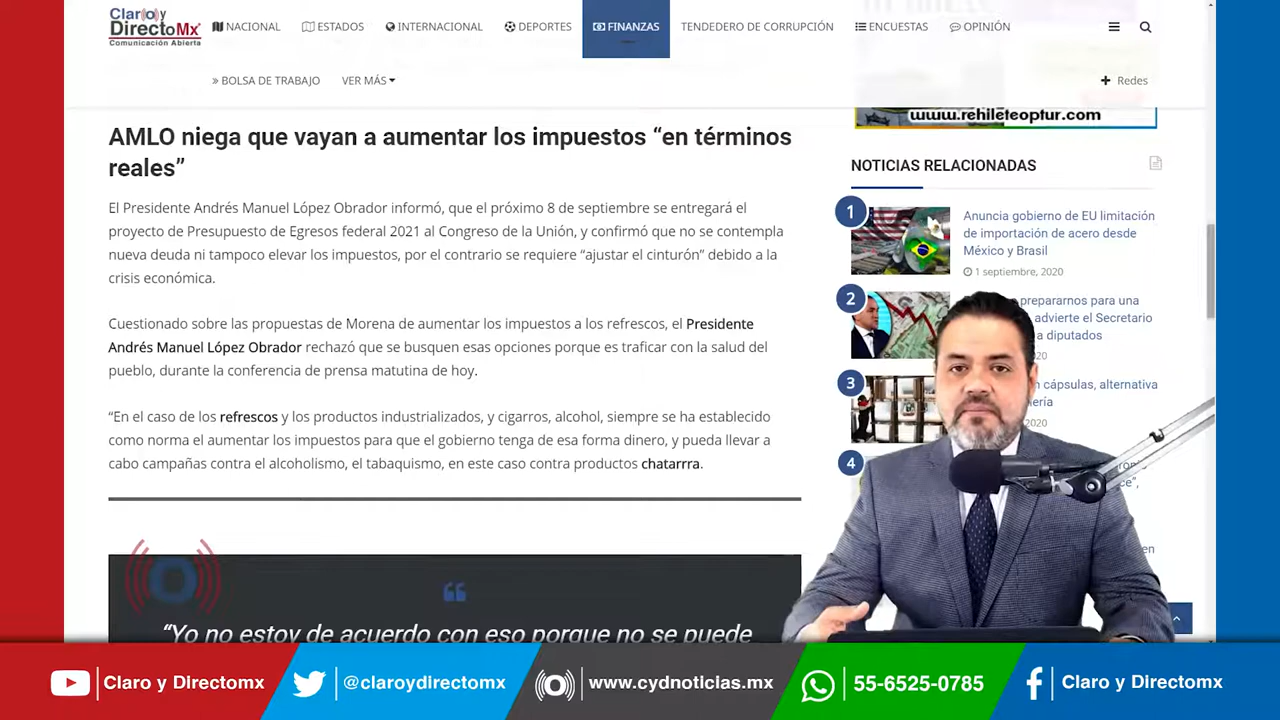 Claro y
DirectoMx
Comunicación Abierta
NACIONAL
ESTADOS
INTERNACIONAL
DEPORTES
FINANZAS
TENDEDERO DE CORRUPCIÓN
ENCUESTAS
OPINIÓN
» BOLSA DE TRABAJO
VER MÁS
+ Redes
www.rehileteoptur.com
AMLO niega que vayan a aumentar los impuestos “en términos
reales”
El Presidente Andrés Manuel López Obrador informó, que el próximo 8 de septiembre se entregará el
proyecto de Presupuesto de Egresos federal 2021 al Congreso de la Unión, y confirmó que no se contempla
nueva deuda ni tampoco elevar los impuestos, por el contrario se requiere “ajustar el cinturón” debido a la
crisis económica.
Cuestionado sobre las propuestas de Morena de aumentar los impuestos a los refrescos, el Presidente
Andrés Manuel López Obrador rechazó que se busquen esas opciones porque es traficar con la salud del
pueblo, durante la conferencia de prensa matutina de hoy.
“En el caso de los refrescos y los productos industrializados, y cigarros, alcohol, siempre se ha establecido
como norma el aumentar los impuestos para que el gobierno tenga de esa forma dinero, y pueda llevar a
cabo campañas contra el alcoholismo, el tabaquismo, en este caso contra productos chatarrra.
“Yo no estoy de acuerdo con eso porque no se puede
NOTICIAS RELACIONADAS
1
Anuncia gobierno de EU limitación
de importación de acero desde
México y Brasil
1 septiembre, 2020
2
prepararnos para una
advierte el Secretario
a diputados
3
cápsulas, alternativa
4
Claro y Directomx
@claroydirectomx
www.cydnoticias.mx
55-6525-0785
Claro y Directomx